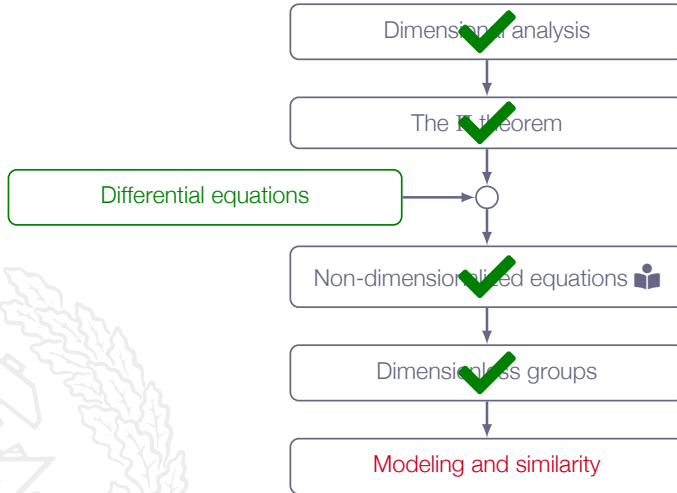 Dimensional analysis
The Π theorem
Differential equations
Non-dimensionalized equations
Dimensionless groups
Modeling and similarity